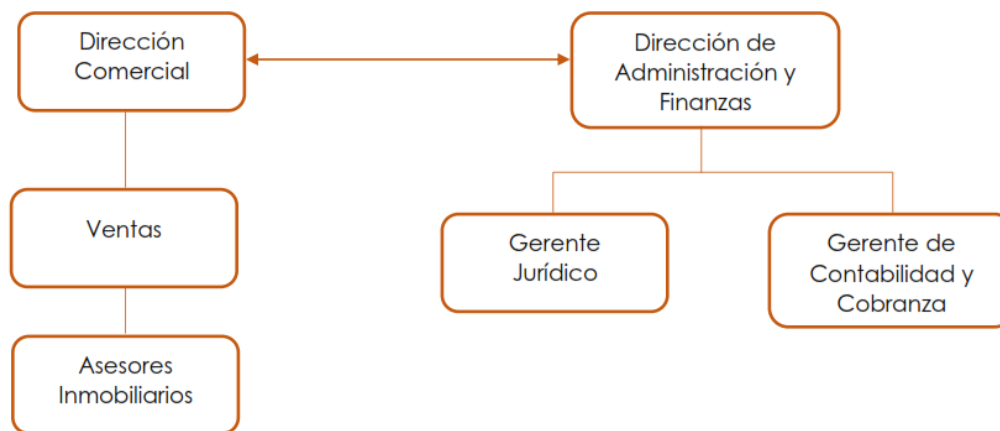 Dirección
Comercial
Dirección de
Administración y
Finanzas
Ventas
Gerente
Jurídico
Gerente de
Contabilidad y
Cobranza
Asesores
Inmobiliarios